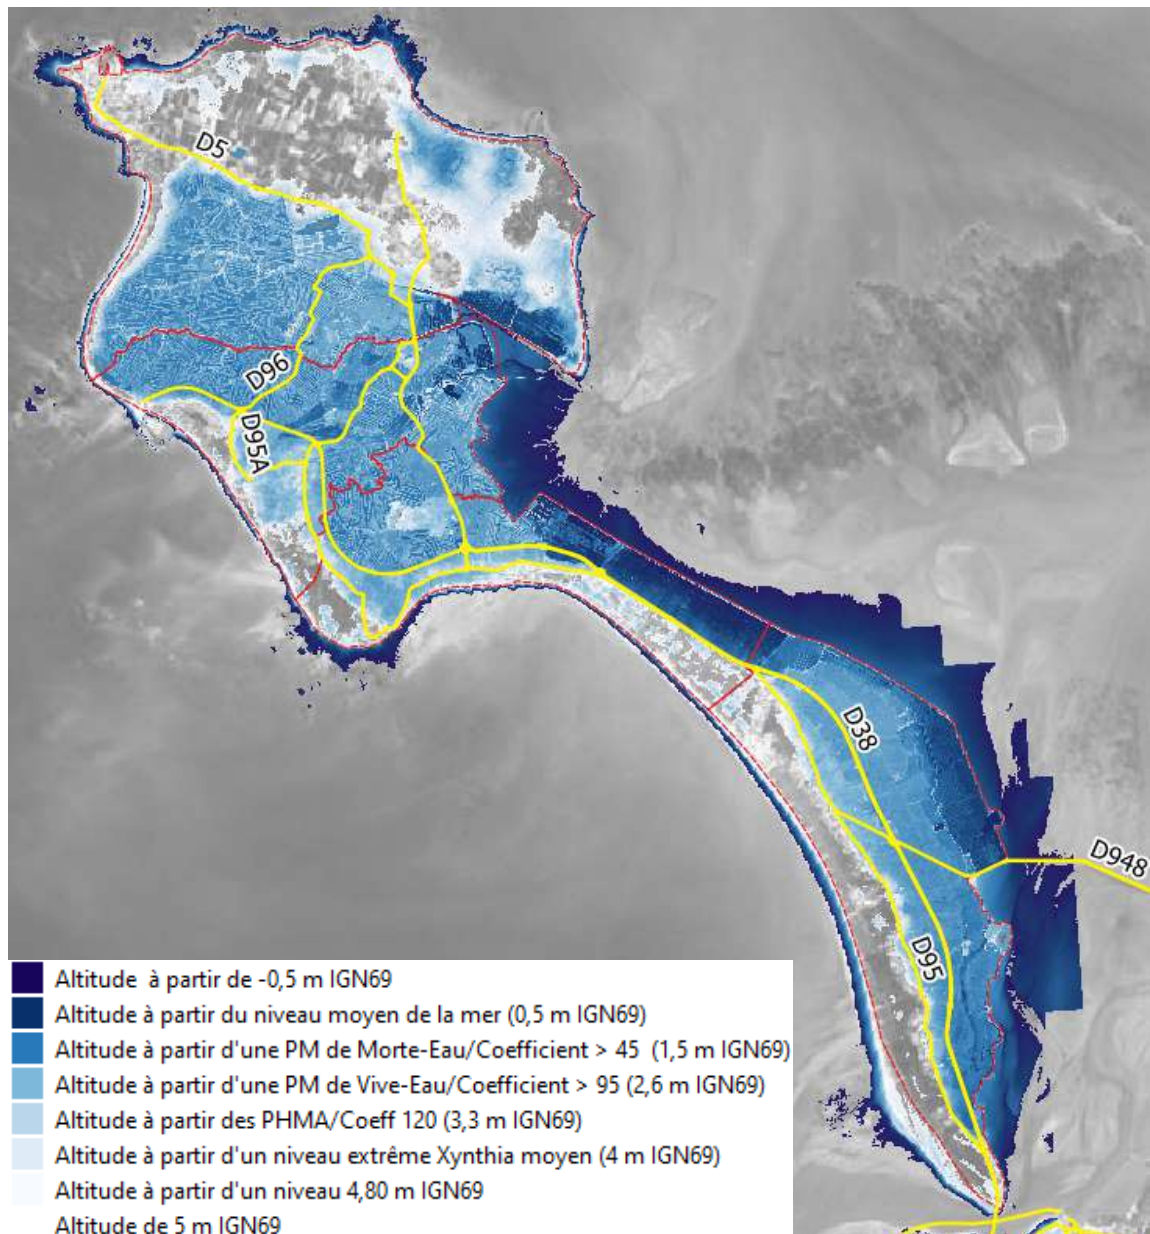 D5
D96
D95A
D38
D948
D95
Altitude à partir de -0,5 m IGN69
Altitude à partir du niveau moyen de la mer (0,5 m IGN69)
Altitude à partir d'une PM de Morte-Eau/Coefficient > 45 (1,5 m IGN69)
Altitude à partir d'une PM de Vive-Eau/Coefficient > 95 (2,6 m IGN69)
Altitude à partir des PHMA/Coeff 120 (3,3 m IGN69)
Altitude à partir d'un niveau extrême Xynthia moyen (4 m IGN69)
Altitude à partir d'un niveau 4,80 m IGN69
Altitude de 5 m IGN69